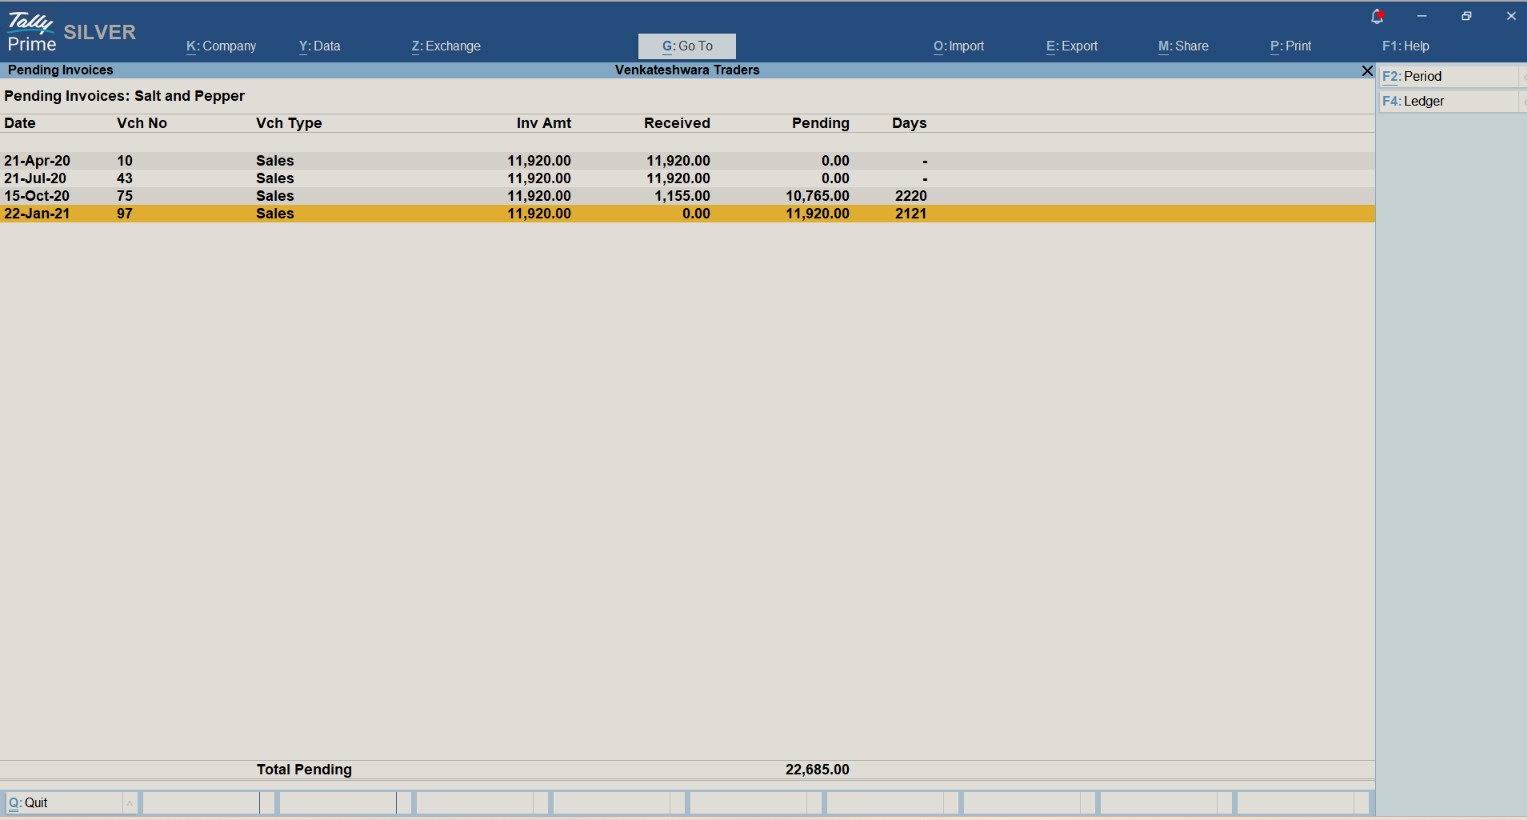 Tally
Prime SILVER
K: Company Y: Data Z: Exchange G: Go To O: Import E: Export M: Share P: Print F1: Help
Pending Invoices Venkateshwara Traders
F2: Period
Pending Invoices: Salt and Pepper
F4: Ledger
Date Vch No Vch Type Inv Amt Received Pending Days
21-Apr-20 10 Sales 11,920.00 11,920.00 0.00 -
21-Jul-20 43 Sales 11,920.00 11,920.00 0.00 -
15-Oct-20 75 Sales 11,920.00 1,155.00 10,765.00 2220
22-Jan-21 97 Sales 11,920.00 0.00 11,920.00 2121
Total Pending 22,685.00
Q: Quit